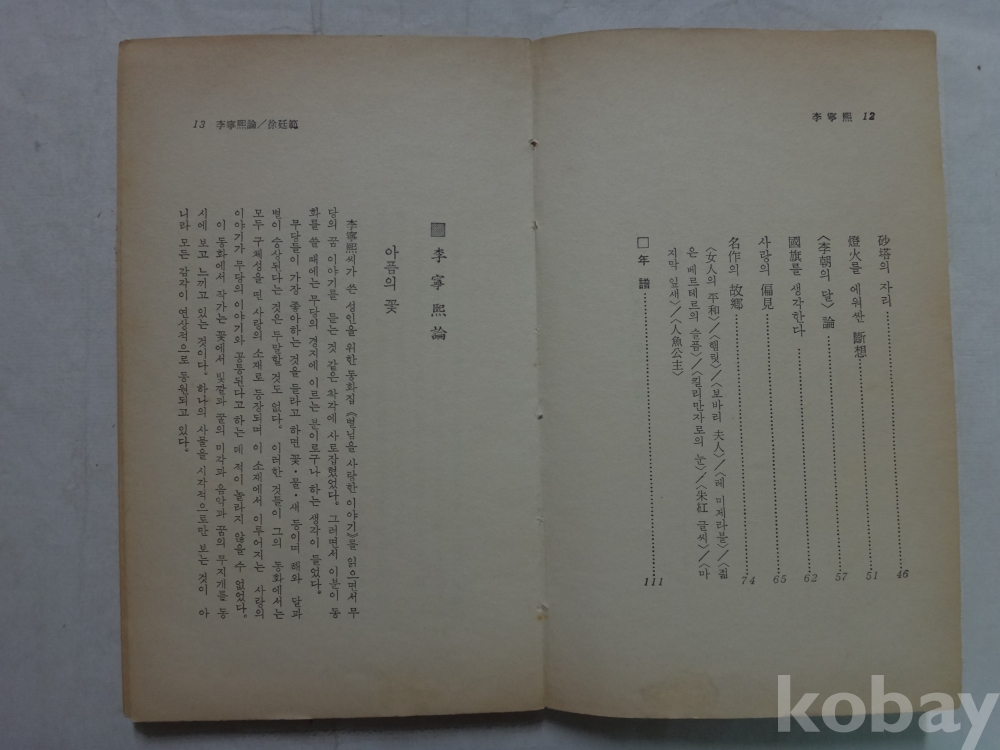 李寧熙 12
砂塔의 자리 46
燈火를 에워싼 斷想 51
〈李朝의 달〉論 57
國旗를 생각한다 62
사랑의 偏見 65
名作의 故鄕 74
〈女人의 平和〉/〈햄릿〉/〈보바리 夫人〉/〈레 미제라블〉/〈젊
은 베르테르의 슬픔〉/〈킬리만자로의 눈〉/〈朱紅 글씨〉/〈마
지막 잎새〉/〈人魚公主〉
□年 譜 111
13 李寧熙論/徐廷範
■ 李寧熙論
아픔의 꽃
李寧熙씨가 쓴 성인을 위한 동화집 《별님을 사랑한 이야기》를 읽으면서 무
당의 꿈 이야기를 듣는 것 같은 착각에 사로잡혔었다. 그러면서 이분이 동
화를 쓸 때에는 무당의 경지에 이르는 분이로구나 하는 생각이 들었다.
무당들이 가장 좋아하는 것을 들라고 하면 꽃·물·새 등이며 해와 달과
별이 숭상된다는 것은 두말할 것도 없다. 이러한 것들이 그의 동화에서는
모두 구체성을 띤 사랑의 소재로 등장되며 이 소재에서 이루어지는 사랑의
이야기가 무당의 이야기와 공통된다고 하는 데 적이 놀라지 않을 수 없었다.
이 동화에서 작가는 꽃에서 빛깔과 꿀의 미각과 음악과 꿈의 무지개를 동
시에 보고 느끼고 있는 것이다. 하나의 사물을 시각적으로만 보는 것이 아
니라 모든 감각이 연상적으로 동원되고 있다.
kobay